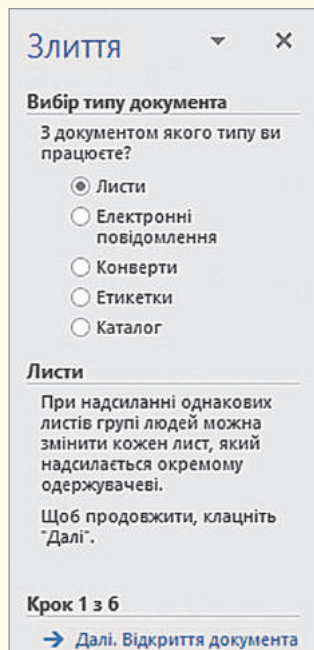 Злиття
Вибір типу документа
З документом якого типу ви
працюєте?
Листи
Електронні
повідомлення
Конверти
Етикетки
Каталог
Листи
При надсиланні однакових
листів групі людей можна
змінити кожен лист, який
надсилається окремому
одержувачеві.
Щоб продовжити, клацніть
"Далі".
Крок 1 з 6
Далі. Відкриття документа